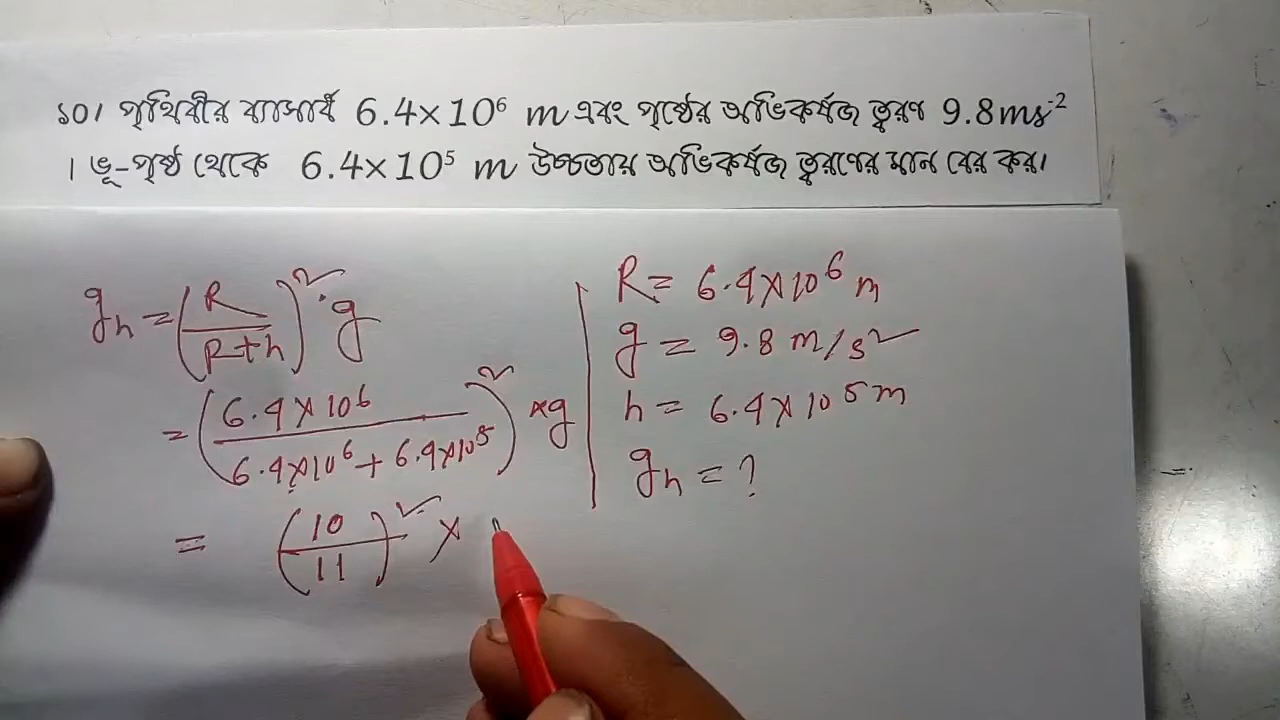 ১০। পৃথিবীর ব্যাসার্ধ 6.4×10⁶ m এবং পৃষ্ঠের অভিকর্ষজ ত্বরণ 9.8ms⁻²
। ভূ-পৃষ্ঠ থেকে 6.4×10⁵ m উচ্চতায় অভিকর্ষজ ত্বরণের মান বের কর।
gₕ = (R / R+h)² · g
= (6.4×10⁶ / 6.4×10⁶ + 6.4×10⁵)² × g
= (10 / 11)² ×
R = 6.4×10⁶ m
g = 9.8 m/s²
h = 6.4×10⁵ m
gₕ = ?